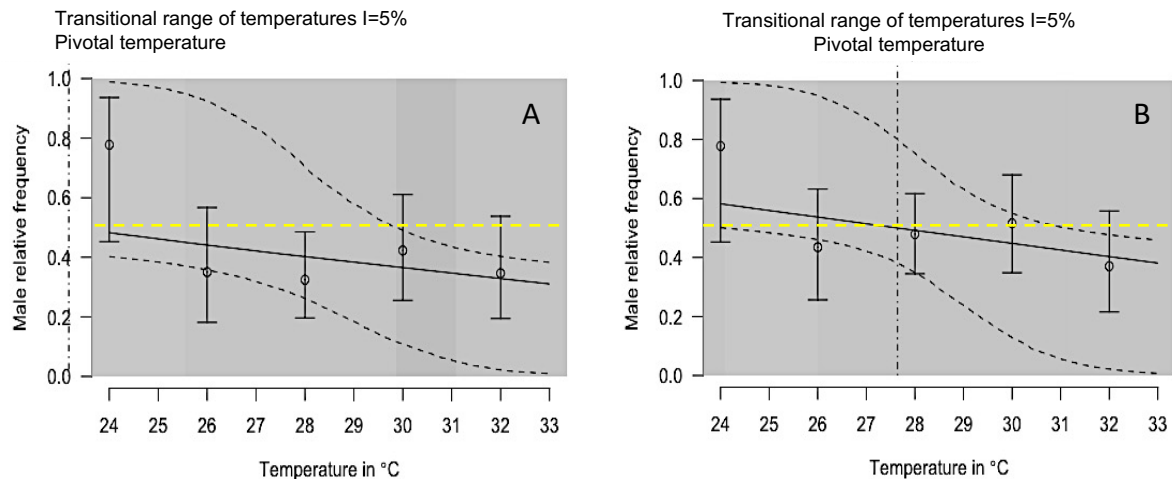 Transitional range of temperatures I=5%
Pivotal temperature
A
Male relative frequency
1.0
0.8
0.6
0.4
0.2
0.0
24 25 26 27 28 29 30 31 32 33
Temperature in °C
Transitional range of temperatures I=5%
Pivotal temperature
B
Male relative frequency
1.0
0.8
0.6
0.4
0.2
0.0
24 25 26 27 28 29 30 31 32 33
Temperature in °C